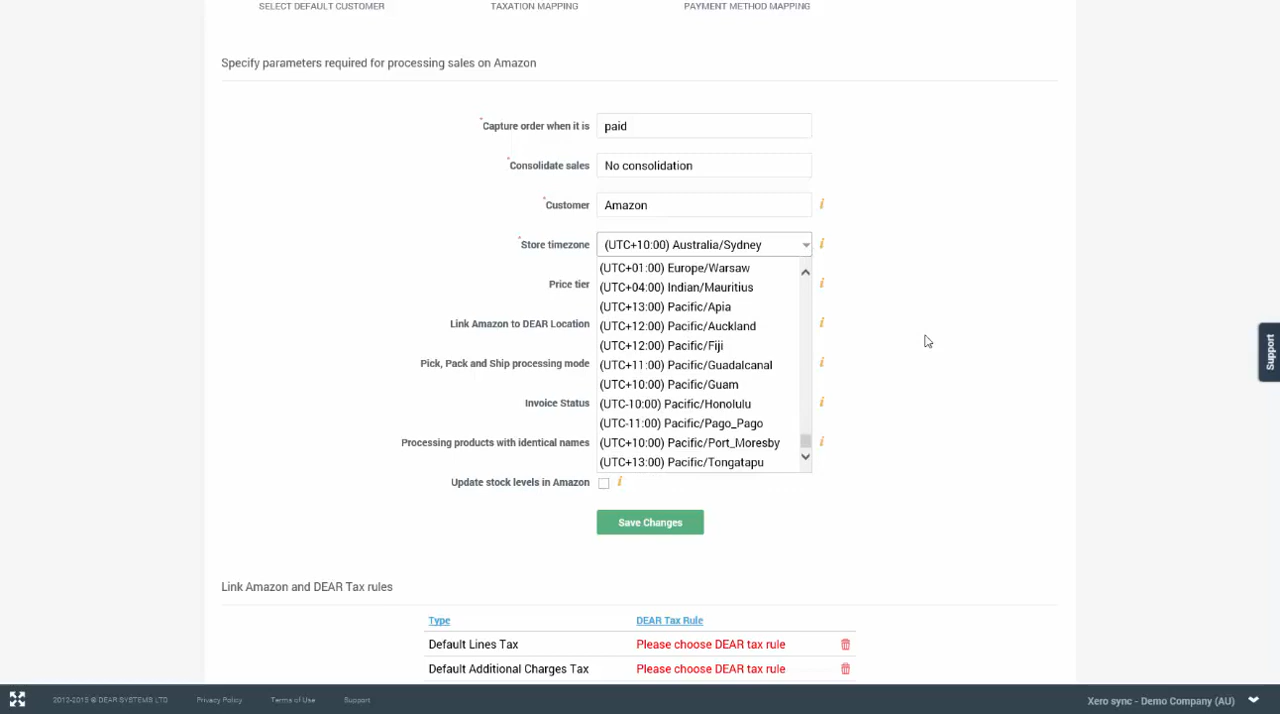 SELECT DEFAULT CUSTOMER TAXATION MAPPING PAYMENT METHOD MAPPING
Specify parameters required for processing sales on Amazon
*Capture order when it is paid
*Consolidate sales No consolidation
*Customer Amazon i
*Store timezone (UTC+10:00) Australia/Sydney i
(UTC+01:00) Europe/Warsaw
Price tier (UTC+04:00) Indian/Mauritius i
(UTC+13:00) Pacific/Apia
Link Amazon to DEAR Location (UTC+12:00) Pacific/Auckland i
(UTC+12:00) Pacific/Fiji
Pick, Pack and Ship processing mode (UTC+11:00) Pacific/Guadalcanal i
(UTC+10:00) Pacific/Guam
Invoice Status (UTC-10:00) Pacific/Honolulu i
(UTC-11:00) Pacific/Pago_Pago
Processing products with identical names (UTC+10:00) Pacific/Port_Moresby i
(UTC+13:00) Pacific/Tongatapu
Update stock levels in Amazon i
Save Changes
Support
Link Amazon and DEAR Tax rules
Type DEAR Tax Rule
Default Lines Tax Please choose DEAR tax rule
Default Additional Charges Tax Please choose DEAR tax rule
2012-2015 © DEAR SYSTEMS LTD Privacy Policy Terms of Use Support Xero sync - Demo Company (AU)